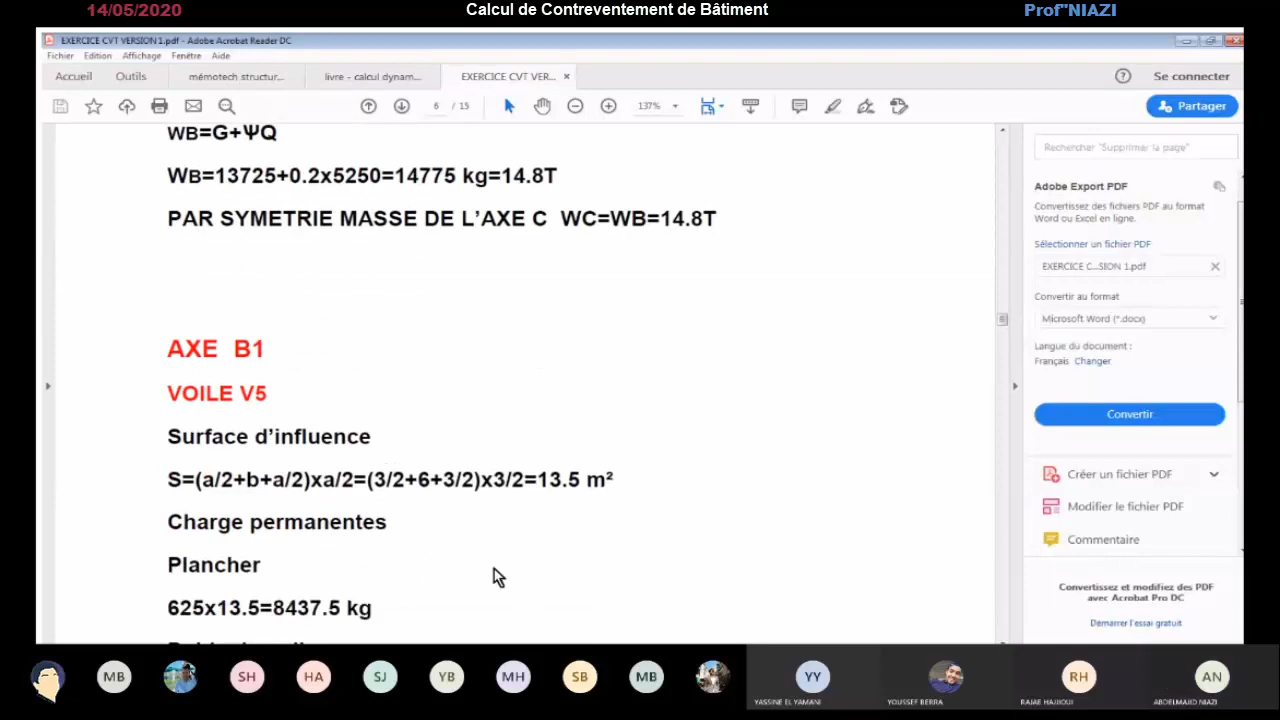 14/05/2020
Calcul de Contreventement de Bâtiment
Prof"NIAZI
EXERCICE CVT VERSION 1.pdf - Adobe Acrobat Reader DC
Fichier Edition Affichage Fenêtre Aide
Accueil Outils mémotech structur... livre - calcul dynam... EXERCICE CVT VER... ×
Se connecter
6 / 15
137%
Partager
WB=G+ΨQ
WB=13725+0.2x5250=14775 kg=14.8T
PAR SYMETRIE MASSE DE L'AXE C WC=WB=14.8T
AXE B1
VOILE V5
Surface d'influence
S=(a/2+b+a/2)xa/2=(3/2+6+3/2)x3/2=13.5 m²
Charge permanentes
Plancher
625x13.5=8437.5 kg
Rechercher "Supprimer la page"
Adobe Export PDF
Convertissez des fichiers PDF au format
Word ou Excel en ligne.
Sélectionner un fichier PDF
EXERCICE C...SION 1.pdf
Convertir au format
Microsoft Word (*.docx)
Langue du document :
Français Changer
Convertir
Créer un fichier PDF
Modifier le fichier PDF
Commentaire
Convertissez et modifiez des PDF
avec Acrobat Pro DC
Démarrer l'essai gratuit
MB SH HA SJ YB MH SB MB YY RH AN
YASSINE EL YAMANI YOUSSEF BERRA RAJAE HAJJOUI ABDELMAJID NIAZI